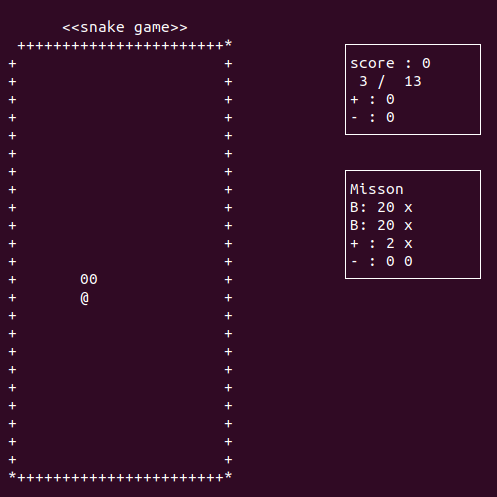 <<snake game>>
+++++++++++++++++++++++*
+ +
+ +
+ +
+ +
+ +
+ +
+ +
+ +
+ +
+ +
+ +
+ +
+ 00 +
+ @ +
+ +
+ +
+ +
+ +
+ +
+ +
+ +
+ +
+ +
*+++++++++++++++++++++++*
score : 0
3 / 13
+ : 0
- : 0
Misson
B: 20 x
B: 20 x
+ : 2 x
- : 0 0